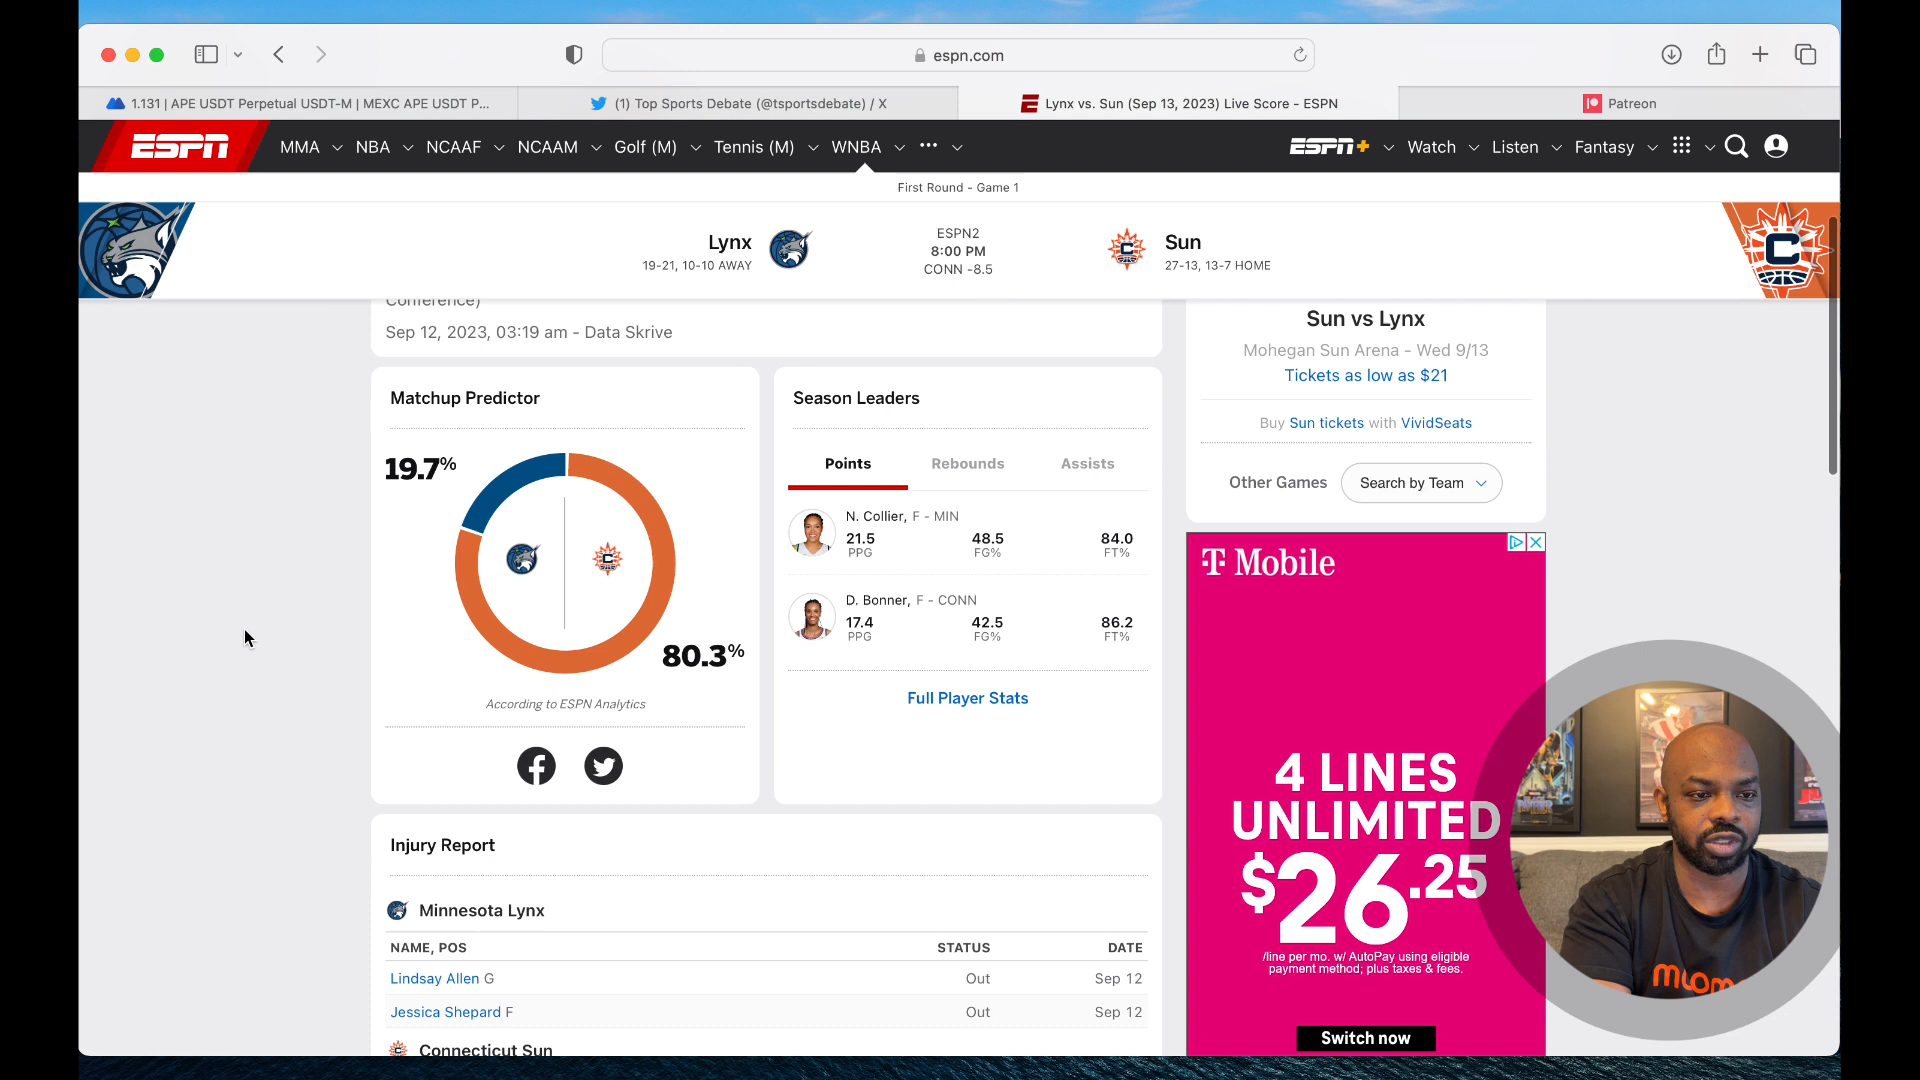 espn.com
1.131 | APE USDT Perpetual USDT-M | MEXC APE USDT P...
(1) Top Sports Debate (@tsportsdebate) / X
Lynx vs. Sun (Sep 13, 2023) Live Score - ESPN
Patreon
ESPN MMA NBA NCAAF NCAAM Golf (M) Tennis (M) WNBA ••• ESPN+ Watch Listen Fantasy
First Round - Game 1
Lynx
19-21, 10-10 AWAY
ESPN2
8:00 PM
CONN -8.5
Sun
27-13, 13-7 HOME
Conference)
Sep 12, 2023, 03:19 am - Data Skrive
Matchup Predictor
19.7%
80.3%
According to ESPN Analytics
Season Leaders
Points Rebounds Assists
N. Collier, F - MIN
21.5 48.5 84.0
PPG FG% FT%
D. Bonner, F - CONN
17.4 42.5 86.2
PPG FG% FT%
Full Player Stats
Sun vs Lynx
Mohegan Sun Arena - Wed 9/13
Tickets as low as $21
Buy Sun tickets with VividSeats
Other Games Search by Team
T Mobile
4 LINES
UNLIMITED
$26.25
/line per mo. w/ AutoPay using eligible
payment method; plus taxes & fees.
Switch now
Injury Report
Minnesota Lynx
NAME, POS STATUS DATE
Lindsay Allen G Out Sep 12
Jessica Shepard F Out Sep 12
Connecticut Sun